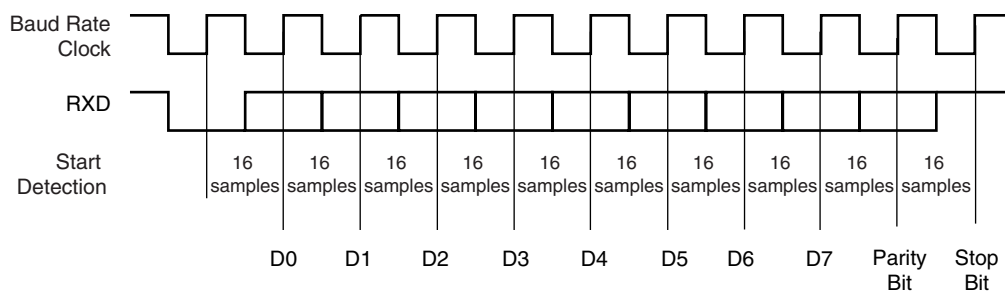 Baud Rate
Clock
RXD
Start
Detection
16 16 16 16 16 16 16 16 16 16
samples samples samples samples samples samples samples samples samples samples
D0 D1 D2 D3 D4 D5 D6 D7 Parity Stop
Bit Bit